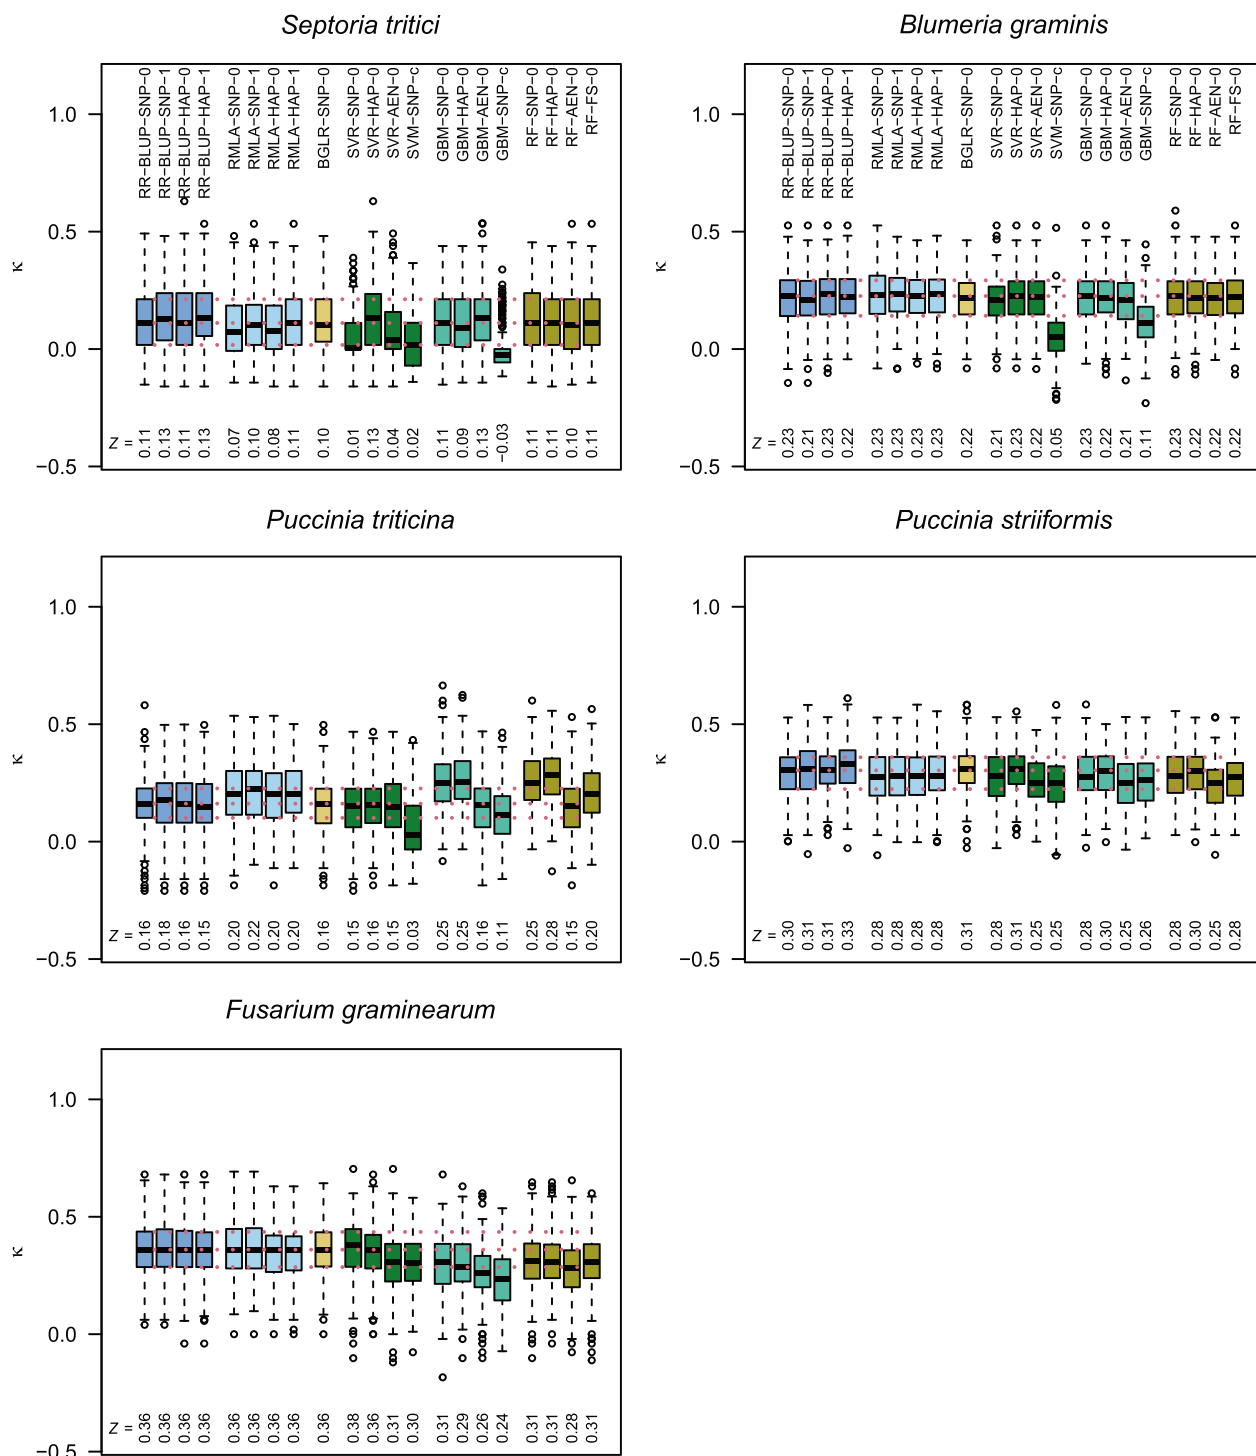 Septoria tritici
RR−BLUP−SNP−0
RR−BLUP−SNP−1
RR−BLUP−HAP−0
RR−BLUP−HAP−1
RMLA−SNP−0
RMLA−SNP−1
RMLA−HAP−0
RMLA−HAP−1
BGLR−SNP−0
SVR−SNP−0
SVR−HAP−0
SVR−AEN−0
SVM−SNP−c
GBM−SNP−0
GBM−HAP−0
GBM−AEN−0
GBM−SNP−c
RF−SNP−0
RF−HAP−0
RF−AEN−0
RF−FS−0
1.0
0.5
0.0
−0.5
κ
Z = 0.11 0.13 0.11 0.13 0.07 0.10 0.08 0.11 0.10 0.01 0.13 0.04 0.02 0.11 0.09 0.13 −0.03 0.11 0.11 0.10 0.11
Blumeria graminis
RR−BLUP−SNP−0
RR−BLUP−SNP−1
RR−BLUP−HAP−0
RR−BLUP−HAP−1
RMLA−SNP−0
RMLA−SNP−1
RMLA−HAP−0
RMLA−HAP−1
BGLR−SNP−0
SVR−SNP−0
SVR−HAP−0
SVR−AEN−0
SVM−SNP−c
GBM−SNP−0
GBM−HAP−0
GBM−AEN−0
GBM−SNP−c
RF−SNP−0
RF−HAP−0
RF−AEN−0
RF−FS−0
1.0
0.5
0.0
−0.5
κ
Z = 0.23 0.21 0.23 0.22 0.23 0.23 0.23 0.23 0.22 0.21 0.23 0.22 0.05 0.23 0.22 0.21 0.11 0.23 0.22 0.22 0.22
Puccinia triticina
1.0
0.5
0.0
−0.5
κ
Z = 0.16 0.18 0.16 0.15 0.20 0.22 0.20 0.20 0.16 0.15 0.16 0.15 0.03 0.25 0.25 0.16 0.11 0.25 0.28 0.15 0.20
Puccinia striiformis
1.0
0.5
0.0
−0.5
κ
Z = 0.30 0.31 0.31 0.33 0.28 0.28 0.28 0.28 0.31 0.28 0.31 0.25 0.25 0.28 0.30 0.25 0.26 0.28 0.30 0.25 0.28
Fusarium graminearum
1.0
0.5
0.0
−0.5
κ
Z = 0.36 0.36 0.36 0.36 0.36 0.36 0.36 0.36 0.36 0.38 0.36 0.31 0.30 0.31 0.29 0.26 0.24 0.31 0.31 0.28 0.31